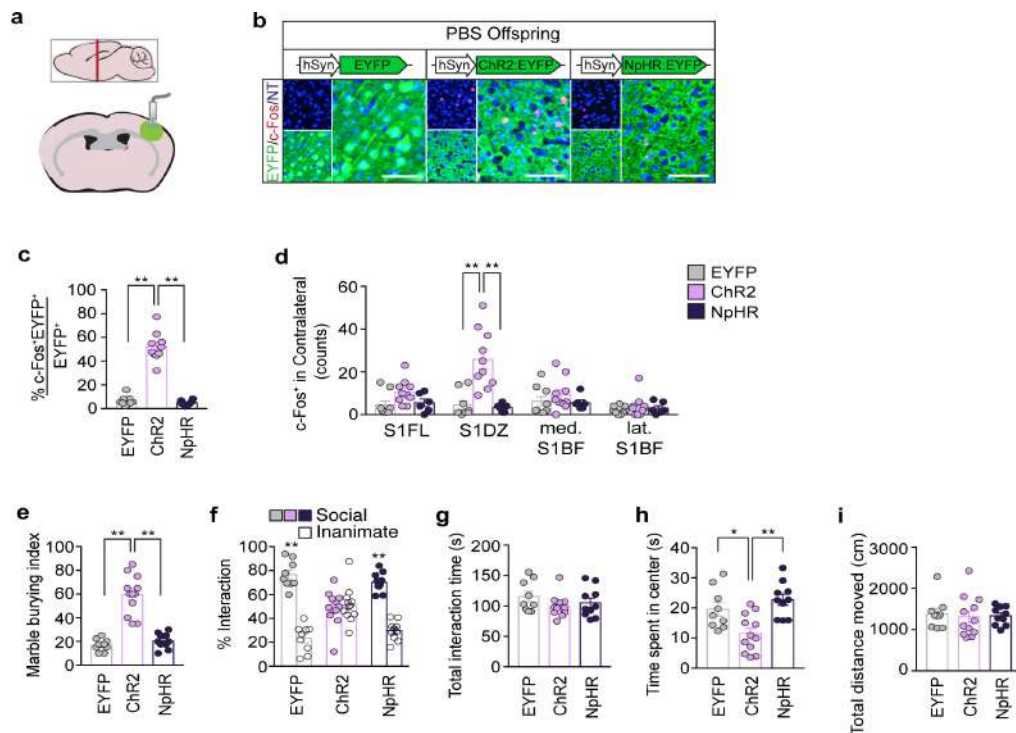 a
b
PBS Offspring
hSyn EYFP hSyn ChR2:EYFP hSyn NpHR:EYFP
EYFP/c-Fos/NT
c
% c-Fos⁺EYFP⁺
EYFP⁺
100
80
60
40
20
0
** **
EYFP
ChR2
NpHR
d
c-Fos⁺ in Contralateral
(counts)
60
40
20
0
** **
S1FL S1DZ med. S1BF lat. S1BF
EYFP
ChR2
NpHR
e
Marble burying index
100
80
60
40
20
0
** **
EYFP
ChR2
NpHR
f
Social
Inanimate
% Interaction
100
80
60
40
20
0
** **
EYFP
ChR2
NpHR
g
Total interaction time (s)
200
150
100
50
0
EYFP
ChR2
NpHR
h
Time spent in center (s)
40
30
20
10
0
* **
EYFP
ChR2
NpHR
i
Total distance moved (cm)
3000
2000
1000
0
EYFP
ChR2
NpHR